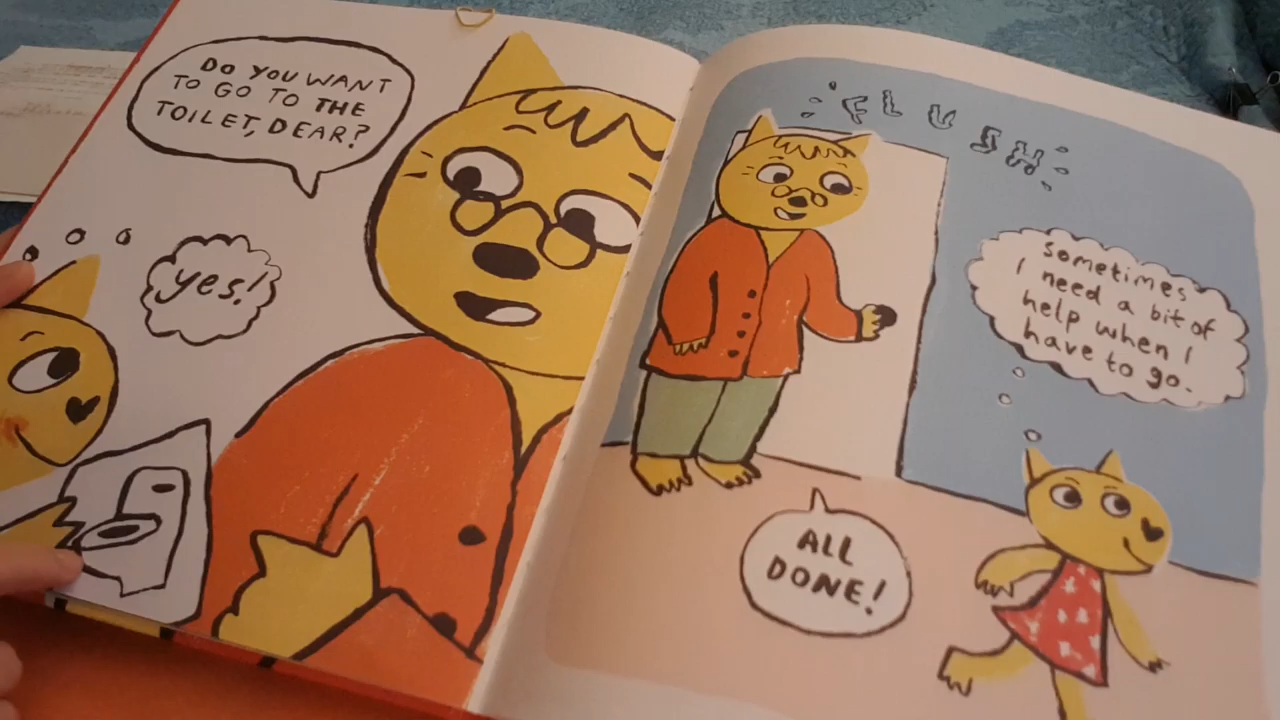 DO YOU WANT
TO GO TO THE
TOILET, DEAR?
yes!
FLUSH
sometimes
I need a bit of
help when I
have to go.
ALL
DONE!